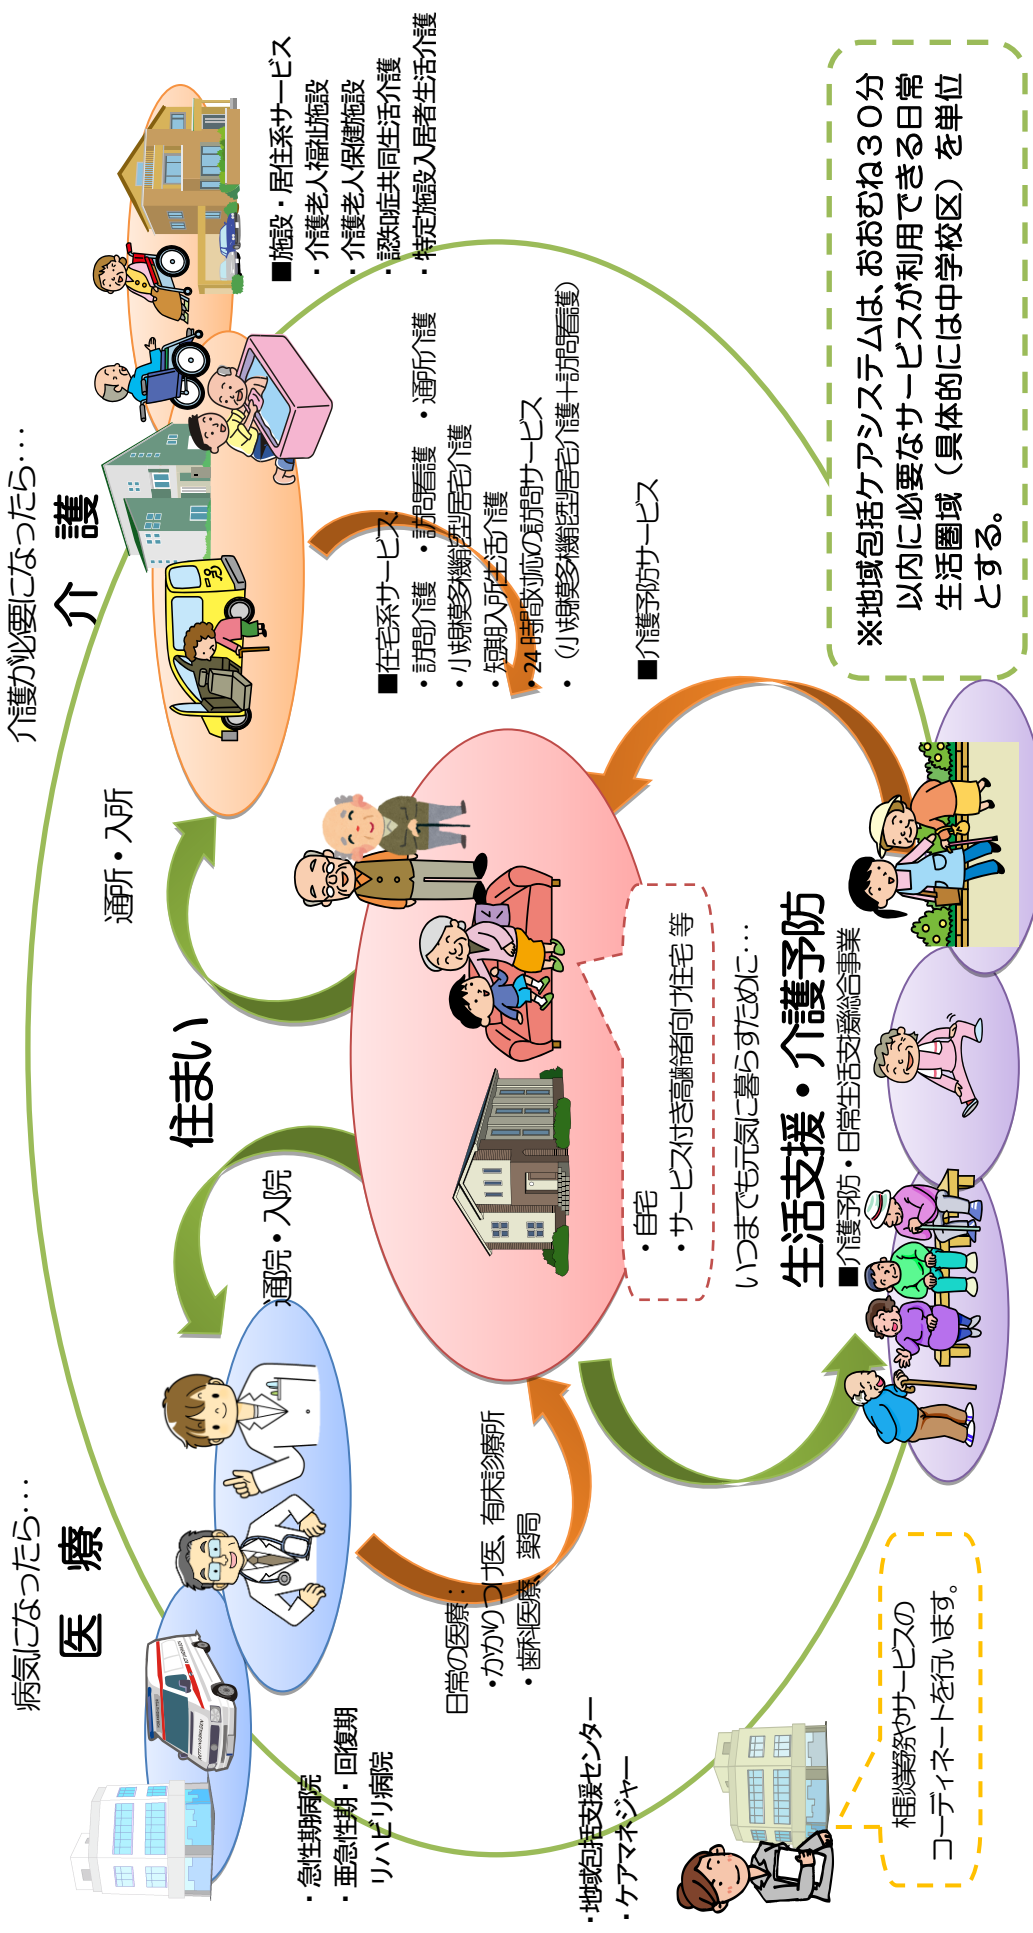 病気になったら…
医　療
・急性期病院
・亜急性期・回復期
リハビリ病院
日常の医療：
・かかりつけ医、有床診療所
・歯科医療、薬局
通院・入院
住まい
通所・入所
介護が必要になったら…
介　護
■施設・居住系サービス
・介護老人福祉施設
・介護老人保健施設
・認知症共同生活介護
・特定施設入居者生活介護
■在宅系サービス:
・訪問介護　・訪問看護　・通所介護
・小規模多機能型居宅介護
・短期入所生活介護
・24時間対応の訪問サービス
・（小規模多機能型居宅介護＋訪問看護）
■介護予防サービス
・自宅
・サービス付き高齢者向け住宅 等
いつまでも元気に暮らすために…
生活支援・介護予防
■介護予防・日常生活支援総合事業
・地域包括支援センター
・ケアマネジャー
相談業務やサービスの
コーディネートを行います。
※地域包括ケアシステムは、おおむね３０分
以内に必要なサービスが利用できる日常
生活圏域（具体的には中学校区）を単位
とする。